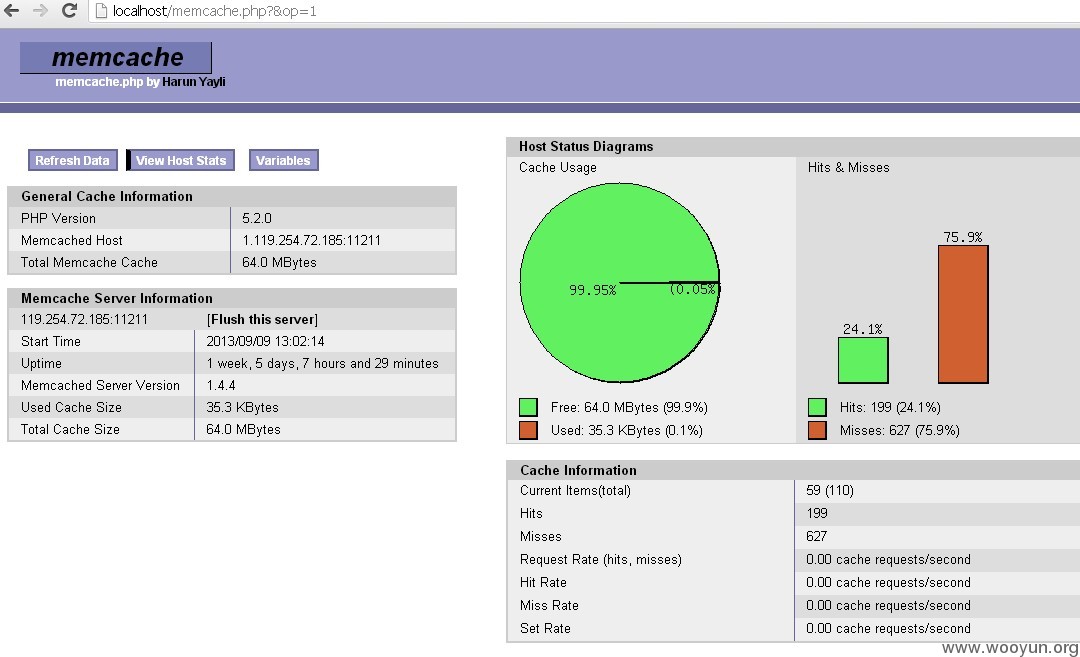 localhost/memcache.php?&op=1
memcache
memcache.php by Harun Yayli
Refresh Data View Host Stats Variables
General Cache Information
PHP Version 5.2.0
Memcached Host 1.119.254.72.185:11211
Total Memcache Cache 64.0 MBytes
Memcache Server Information
119.254.72.185:11211 [Flush this server]
Start Time 2013/09/09 13:02:14
Uptime 1 week, 5 days, 7 hours and 29 minutes
Memcached Server Version 1.4.4
Used Cache Size 35.3 KBytes
Total Cache Size 64.0 MBytes
Host Status Diagrams
Cache Usage
99.95% (0.05%
Free: 64.0 MBytes (99.9%)
Used: 35.3 KBytes (0.1%)
Hits & Misses
75.9%
24.1%
Hits: 199 (24.1%)
Misses: 627 (75.9%)
Cache Information
Current Items(total) 59 (110)
Hits 199
Misses 627
Request Rate (hits, misses) 0.00 cache requests/second
Hit Rate 0.00 cache requests/second
Miss Rate 0.00 cache requests/second
Set Rate 0.00 cache requests/second
www.wooyun.org